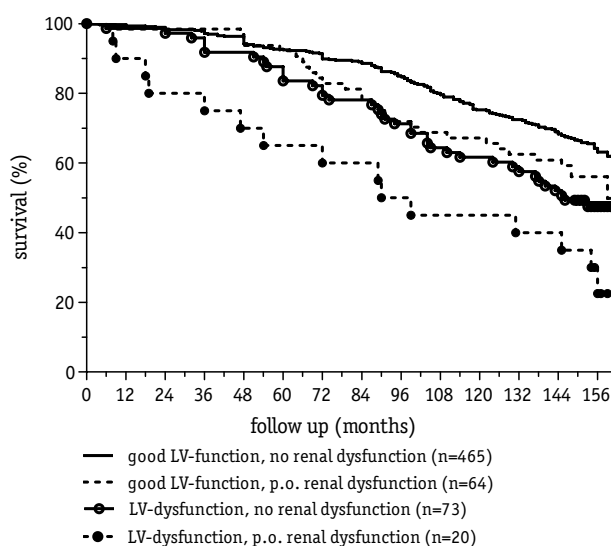 100
80
60
40
20
0
survival (%)
0 12 24 36 48 60 72 84 96 108 120 132 144 156
follow up (months)
good LV-function, no renal dysfunction (n=465)
good LV-function, p.o. renal dysfunction (n=64)
LV-dysfunction, no renal dysfunction (n=73)
LV-dysfunction, p.o. renal dysfunction (n=20)